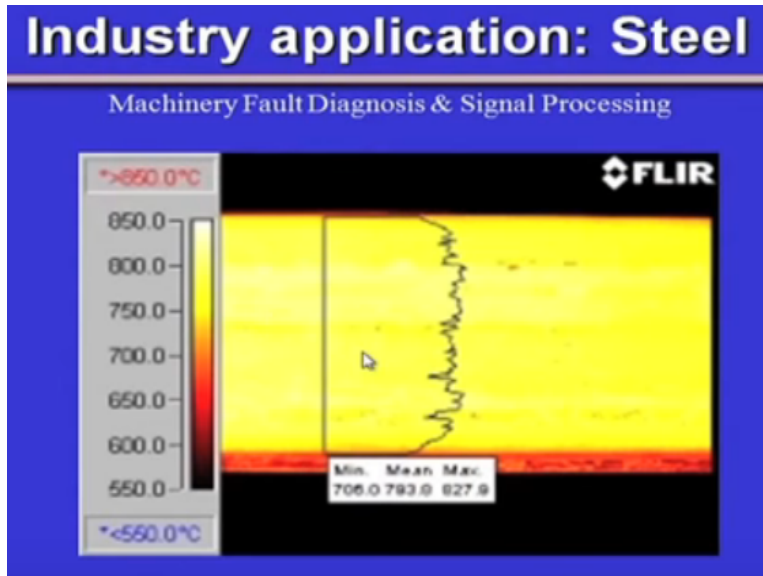 Industry application: Steel
Machinery Fault Diagnosis & Signal Processing
*>850.0°C
FLIR
850.0
800.0
750.0
700.0
650.0
600.0
550.0
*<550.0°C
Min. Mean Max.
706.0 793.8 827.9